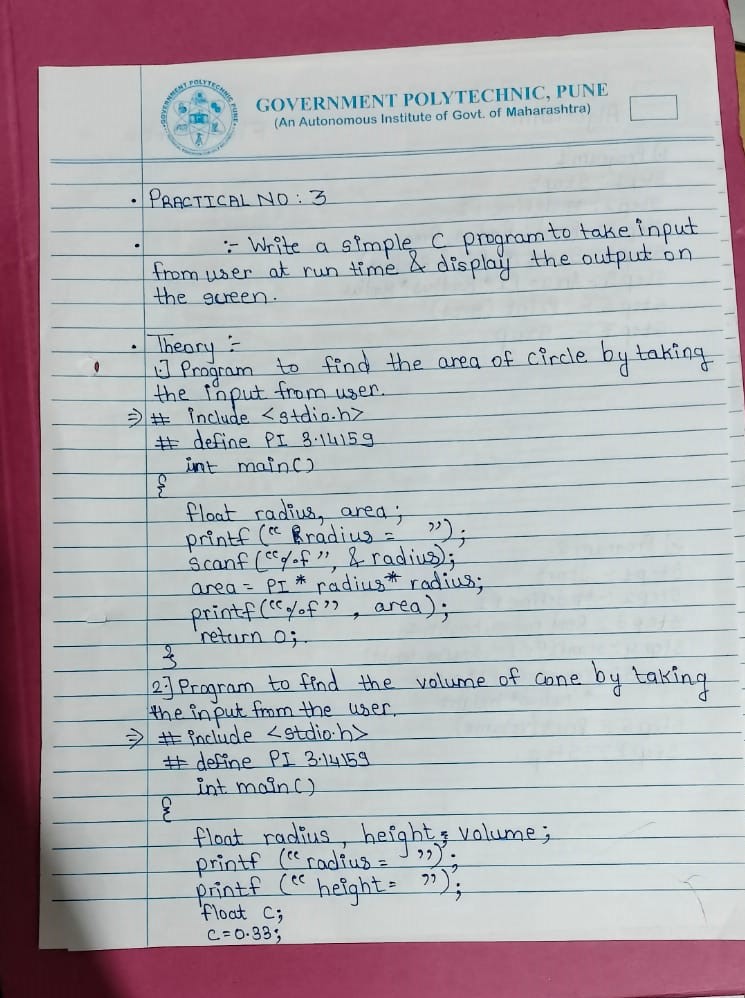 GOVERNMENT POLYTECHNIC, PUNE
(An Autonomous Institute of Govt. of Maharashtra)
• PRACTICAL NO : 3
• :- Write a simple C program to take input
from user at run time & display the output on
the screen.
• Theory :-
1.] Program to find the area of circle by taking
the input from user.
⇒ # include <stdio.h>
# define PI 3.14159
int main()
{
float radius, area;
printf (“ radius = ”);
scanf (“%f”, & radius);
area = PI * radius * radius;
printf(“%f” , area);
return 0;
}
2.] Program to find the volume of cone by taking
the input from the user.
⇒ # include <stdio.h>
# define PI 3.14159
int main()
{
float radius, height, volume;
printf (“ radius = ”);
printf (“ height = ”);
float c;
c = 0.33;